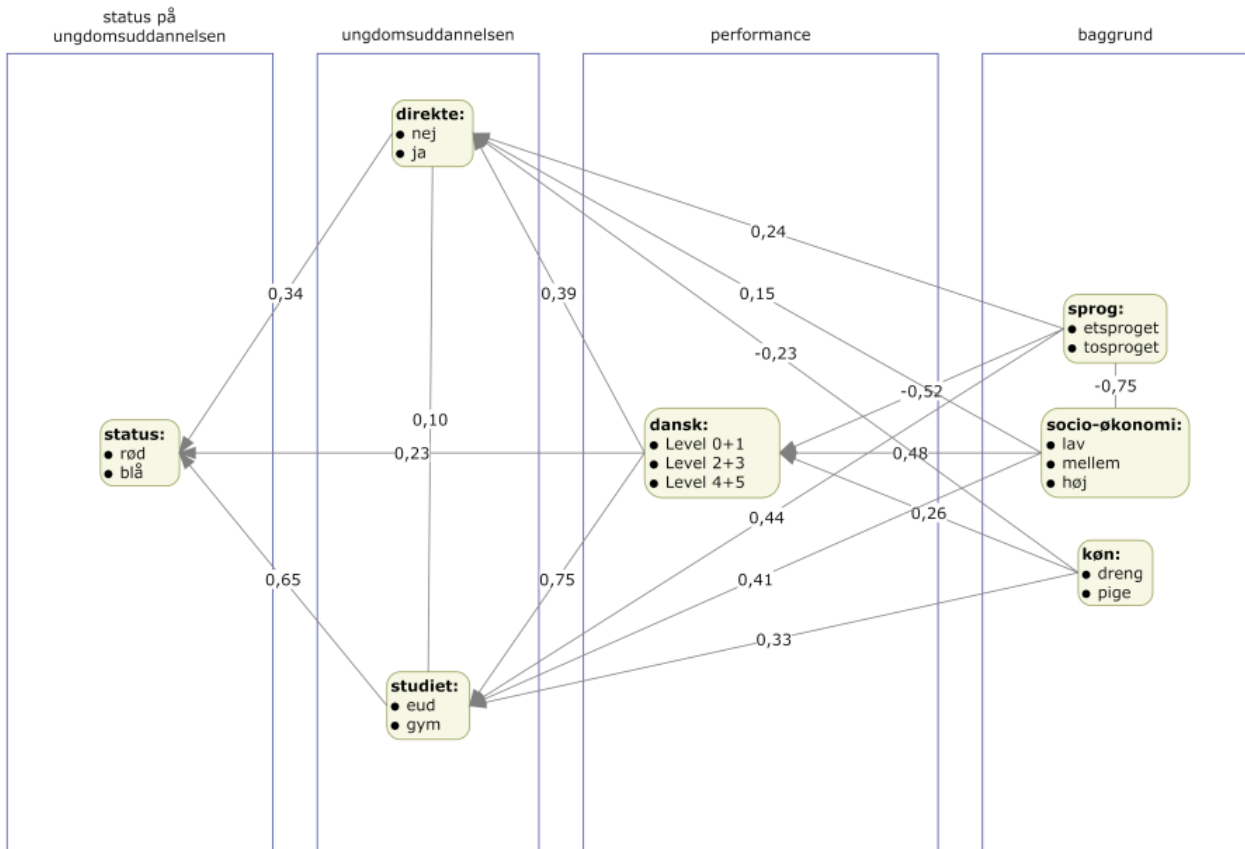 status på
ungdomsuddannelsen
ungdomsuddannelsen
performance
baggrund
direkte:
● nej
● ja
0,24
0,34
0,39
0,15
sprog:
● etsproget
● tosproget
-0,23
-0,75
-0,52
status:
● rød
● blå
0,10
0,23
dansk:
● Level 0+1
● Level 2+3
● Level 4+5
0,48
socio-økonomi:
● lav
● mellem
● høj
0,44
0,26
køn:
● dreng
● pige
0,65
0,75
0,41
0,33
studiet:
● eud
● gym